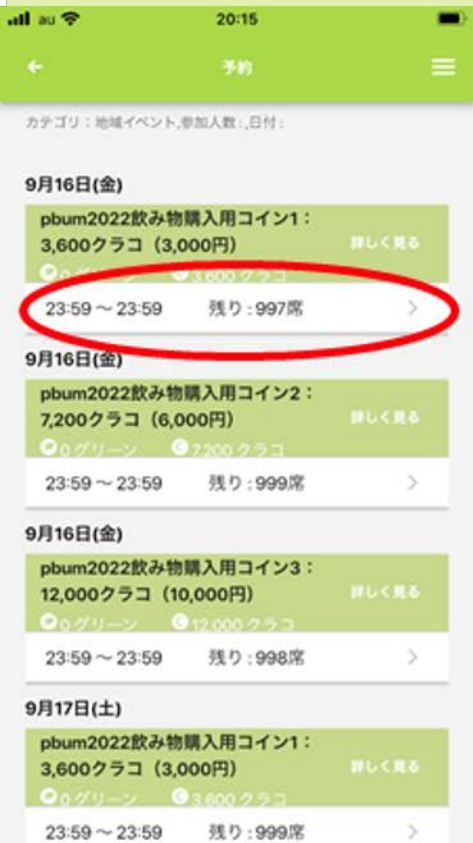 au 20:15
予約
カテゴリ：地域イベント,参加人数：,日付：
9月16日(金)
pbum2022飲み物購入用コイン1：
3,600クラコ（3,000円）
詳しく見る
0 グリーン C 3,600 クラコ
23:59 ～ 23:59 残り：997席
9月16日(金)
pbum2022飲み物購入用コイン2：
7,200クラコ（6,000円）
詳しく見る
0 グリーン C 7,200 クラコ
23:59 ～ 23:59 残り：999席
9月16日(金)
pbum2022飲み物購入用コイン3：
12,000クラコ（10,000円）
詳しく見る
0 グリーン C 12,000 クラコ
23:59 ～ 23:59 残り：998席
9月17日(土)
pbum2022飲み物購入用コイン1：
3,600クラコ（3,000円）
詳しく見る
0 グリーン C 3,600 クラコ
23:59 ～ 23:59 残り：999席